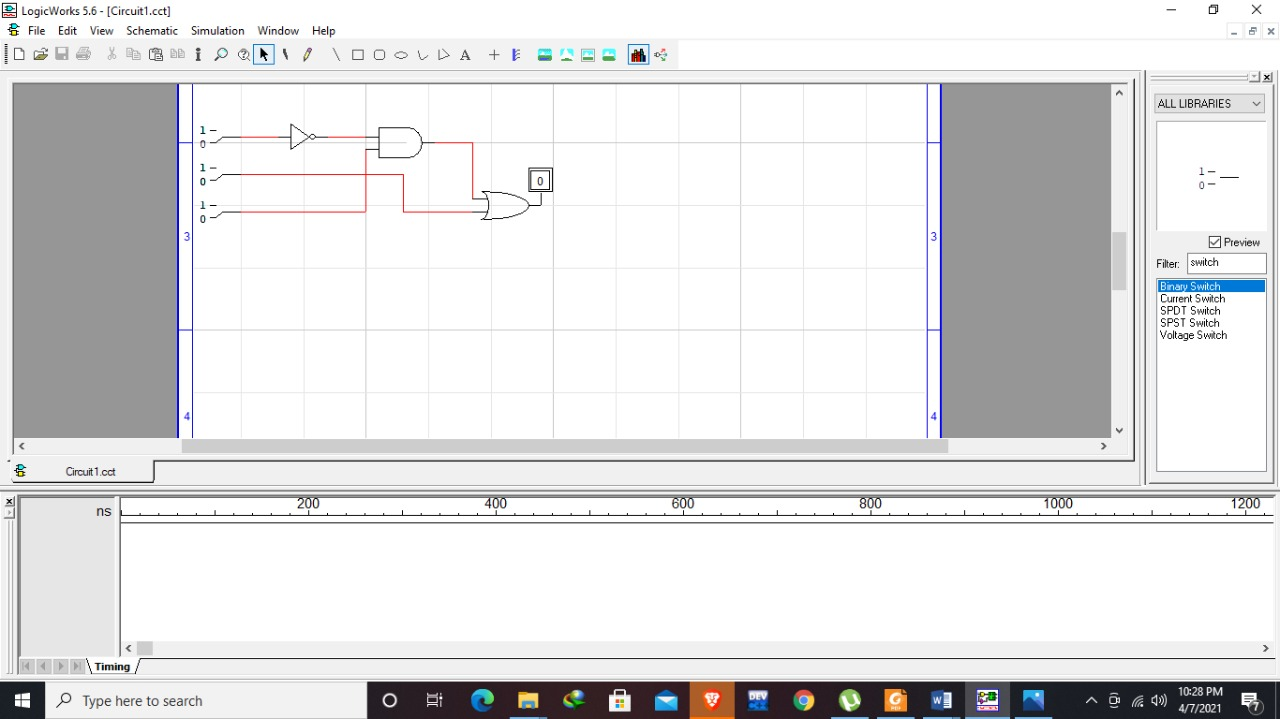 LogicWorks 5.6 - [Circuit1.cct]
File Edit View Schematic Simulation Window Help
A
ALL LIBRARIES
1
0
1
0
1
0
0
3
3
4
4
1
0
Preview
Filter: switch
Binary Switch
Current Switch
SPDT Switch
SPST Switch
Voltage Switch
Circuit1.cct
ns 200 400 600 800 1000 1200
Timing
Type here to search
DEV
10:28 PM
4/7/2021
7